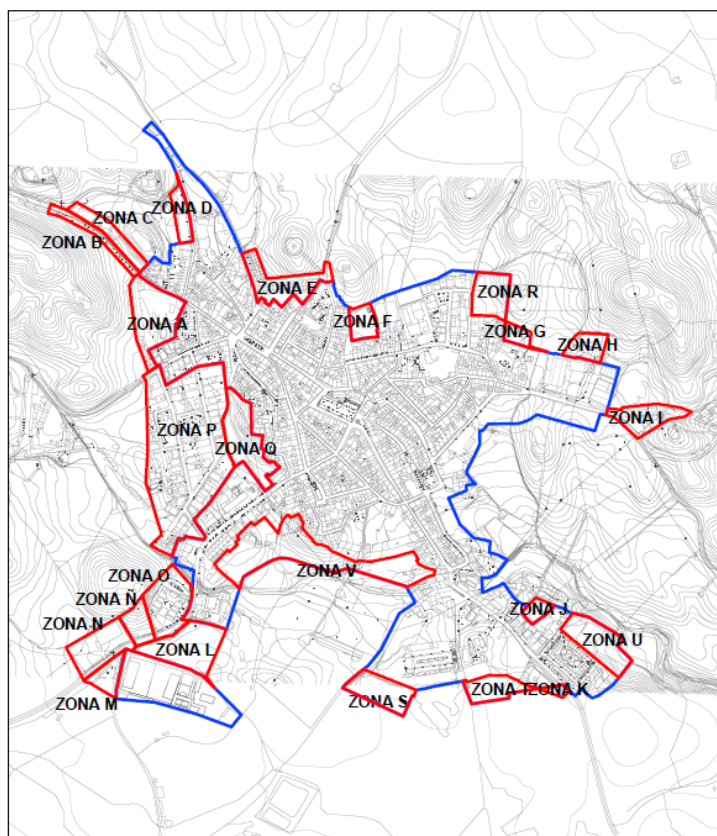 ZONA D
ZONA C
ZONA B
ZONA E
ZONA R
ZONA F
ZONA A
ZONA G
ZONA H
ZONA I
ZONA P
ZONA Q
ZONA O
ZONA V
ZONA Ñ
ZONA J
ZONA N
ZONA U
ZONA L
ZONA T
ZONA K
ZONA M
ZONA S